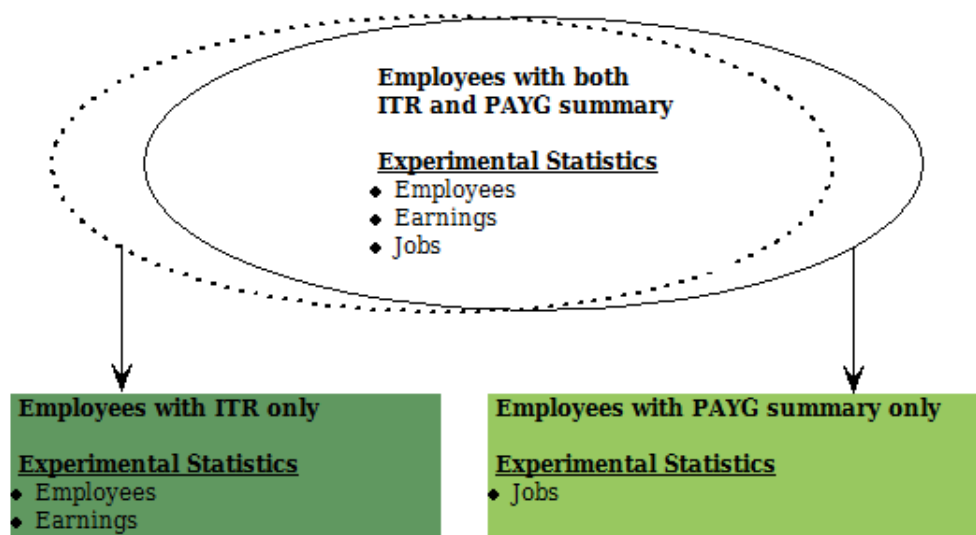 Employees with both
ITR and PAYG summary
Experimental Statistics
◆ Employees
◆ Earnings
◆ Jobs
Employees with ITR only
Experimental Statistics
◆ Employees
◆ Earnings
Employees with PAYG summary only
Experimental Statistics
◆ Jobs